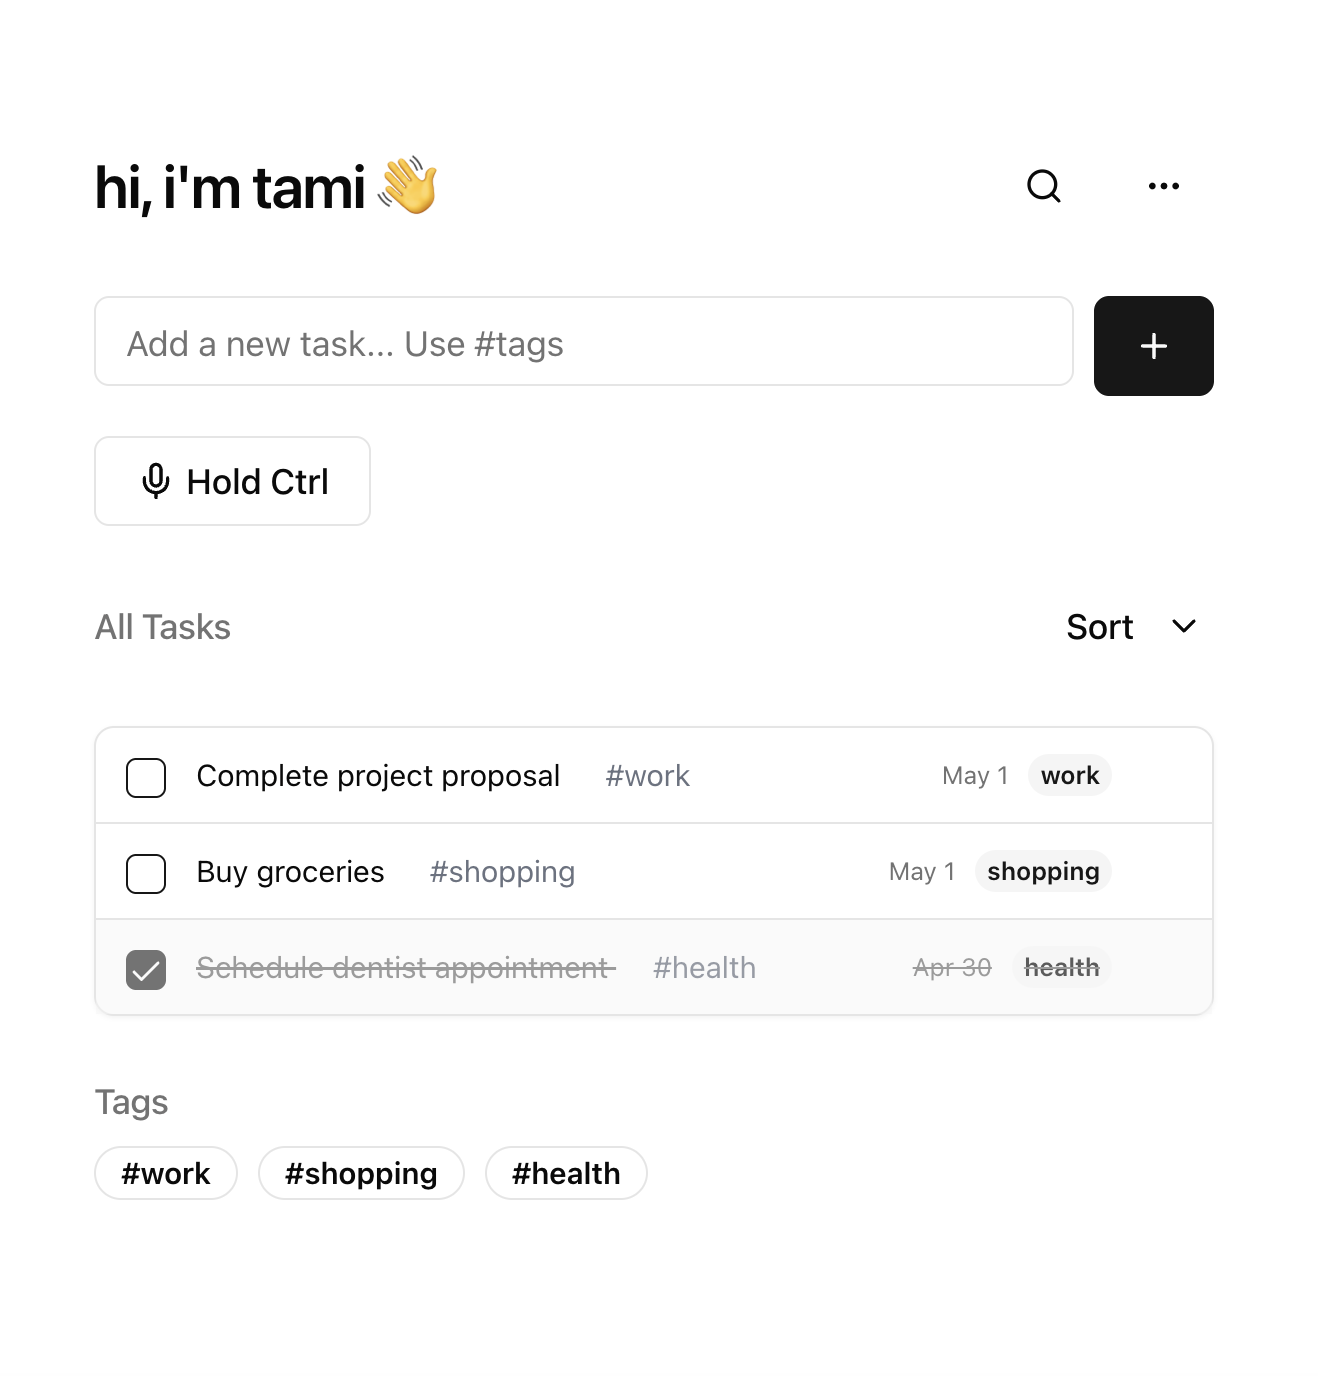 hi, i'm tami 👋
Add a new task... Use #tags
Hold Ctrl
All Tasks Sort
Complete project proposal #work May 1 work
Buy groceries #shopping May 1 shopping
Schedule dentist appointment #health Apr 30 health
Tags
#work #shopping #health